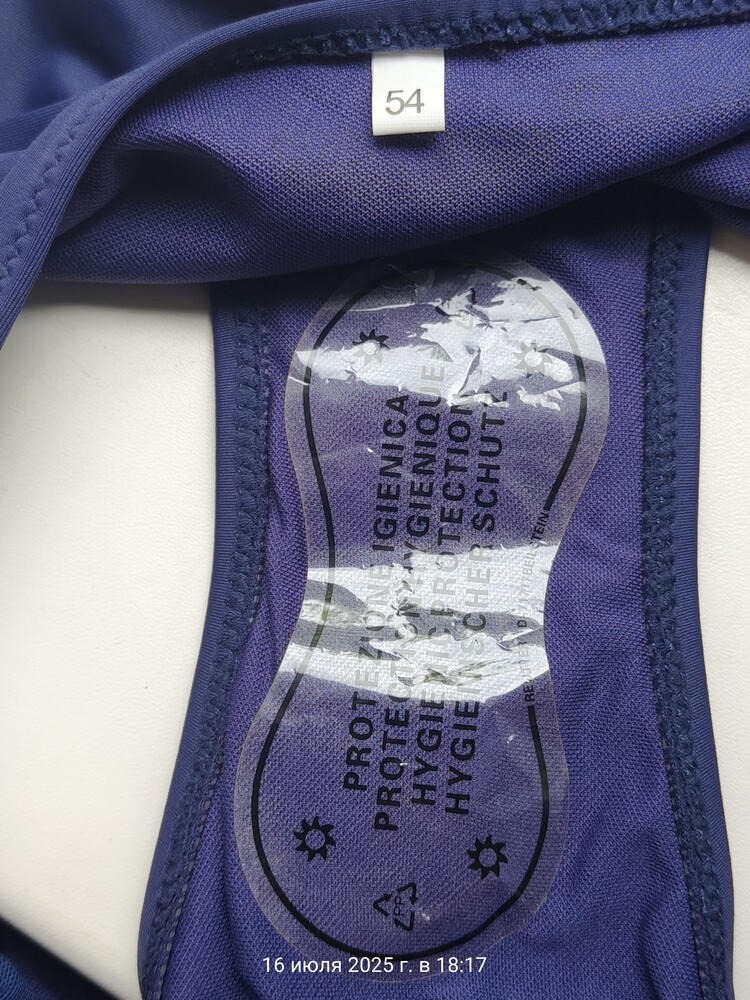 54
PROTEZIONE IGIENICA
PROTECTION HYGIENIQUE
HYGIENIC PROTECTION
HYGIENISCHER SCHUTZ
PP
16 июля 2025 г. в 18:17